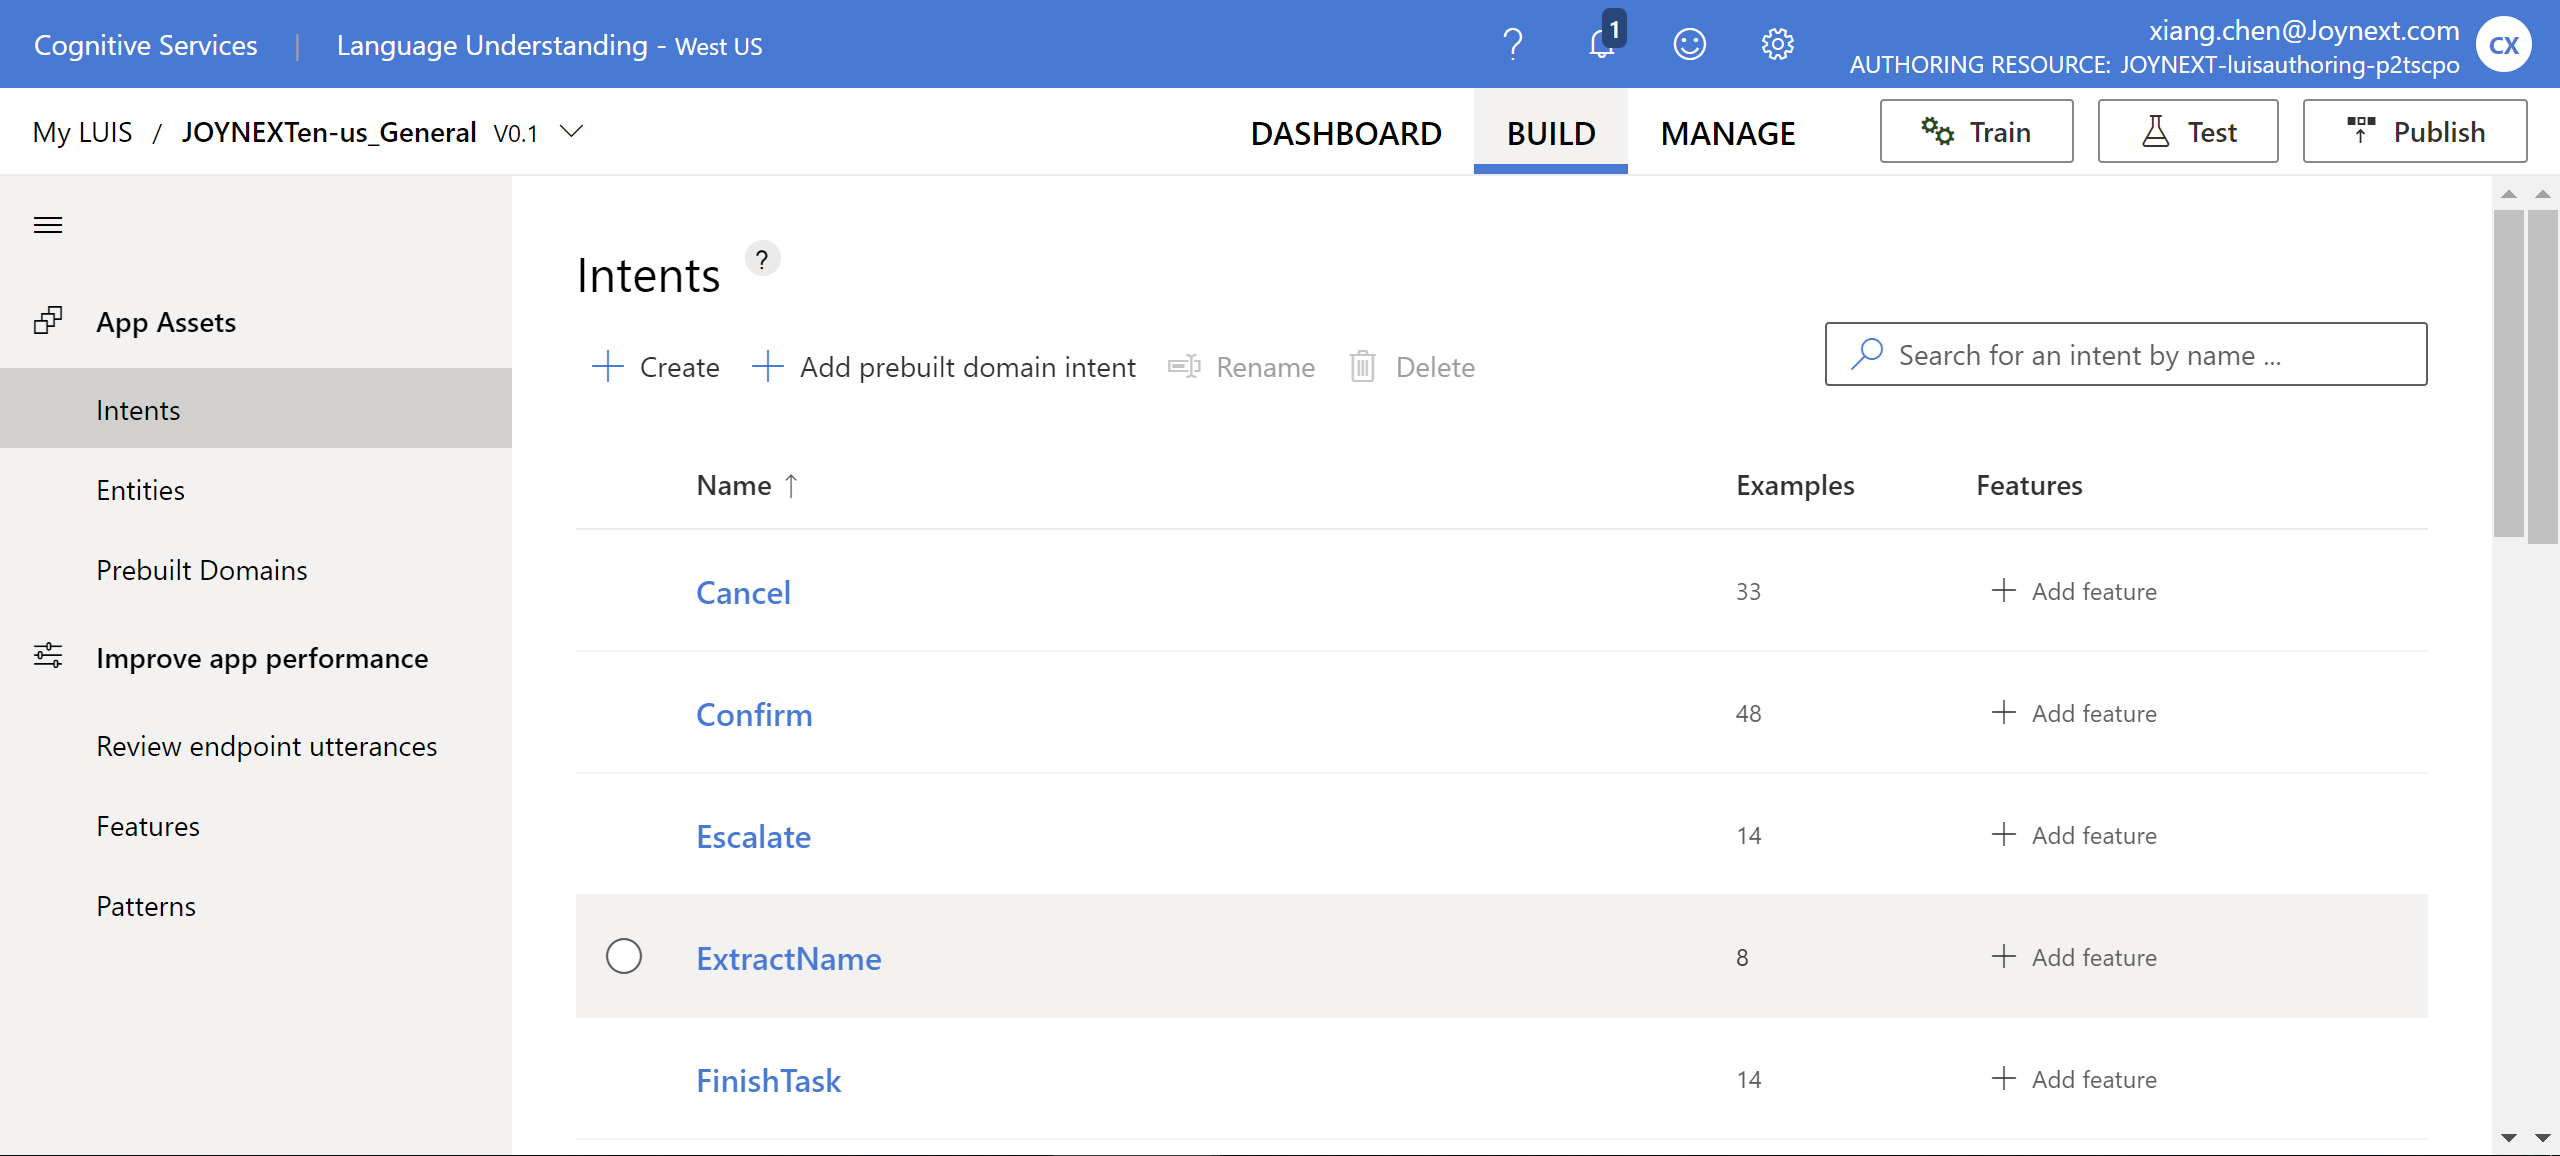 Cognitive Services | Language Understanding - West US
1
xiang.chen@Joynext.com
AUTHORING RESOURCE: JOYNEXT-luisauthoring-p2tscpo
CX
My LUIS / JOYNEXTen-us_General V0.1
DASHBOARD BUILD MANAGE Train Test Publish
App Assets
Intents
Entities
Prebuilt Domains
Improve app performance
Review endpoint utterances
Features
Patterns
Intents ?
Create Add prebuilt domain intent Rename Delete
Search for an intent by name ...
Name ↑ Examples Features
Cancel 33 + Add feature
Confirm 48 + Add feature
Escalate 14 + Add feature
ExtractName 8 + Add feature
FinishTask 14 + Add feature